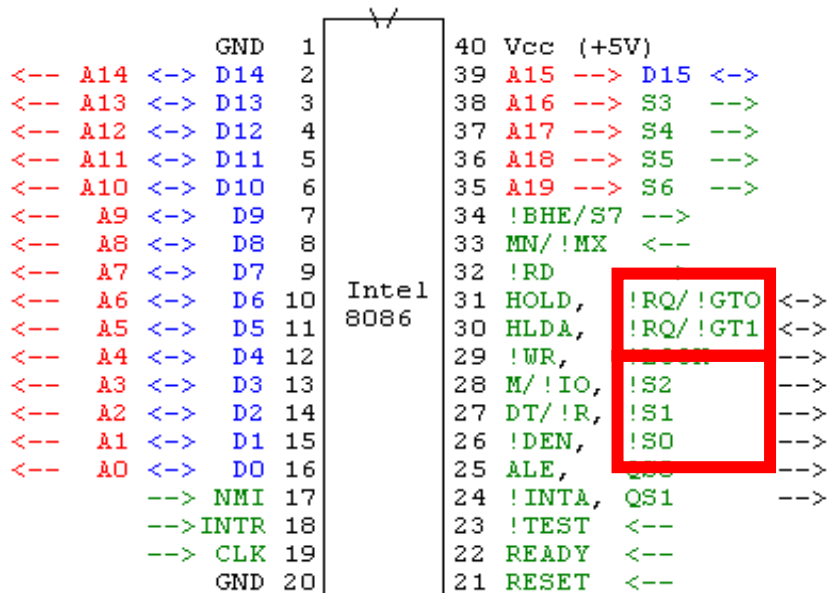 GND 1 40 Vcc (+5V)
<-- A14 <-> D14 2 39 A15 --> D15 <->
<-- A13 <-> D13 3 38 A16 --> S3 -->
<-- A12 <-> D12 4 37 A17 --> S4 -->
<-- A11 <-> D11 5 36 A18 --> S5 -->
<-- A10 <-> D10 6 35 A19 --> S6 -->
<-- A9 <-> D9 7 34 !BHE/S7 -->
<-- A8 <-> D8 8 33 MN/!MX <--
<-- A7 <-> D7 9 32 !RD
<-- A6 <-> D6 10 Intel 31 HOLD, !RQ/!GT0 <->
<-- A5 <-> D5 11 8086 30 HLDA, !RQ/!GT1 <->
<-- A4 <-> D4 12 29 !WR, -->
<-- A3 <-> D3 13 28 M/!IO, !S2 -->
<-- A2 <-> D2 14 27 DT/!R, !S1 -->
<-- A1 <-> D1 15 26 !DEN, !S0 -->
<-- A0 <-> D0 16 25 ALE, QS0 -->
--> NMI 17 24 !INTA, QS1 -->
-->INTR 18 23 !TEST <--
--> CLK 19 22 READY <--
GND 20 21 RESET <--